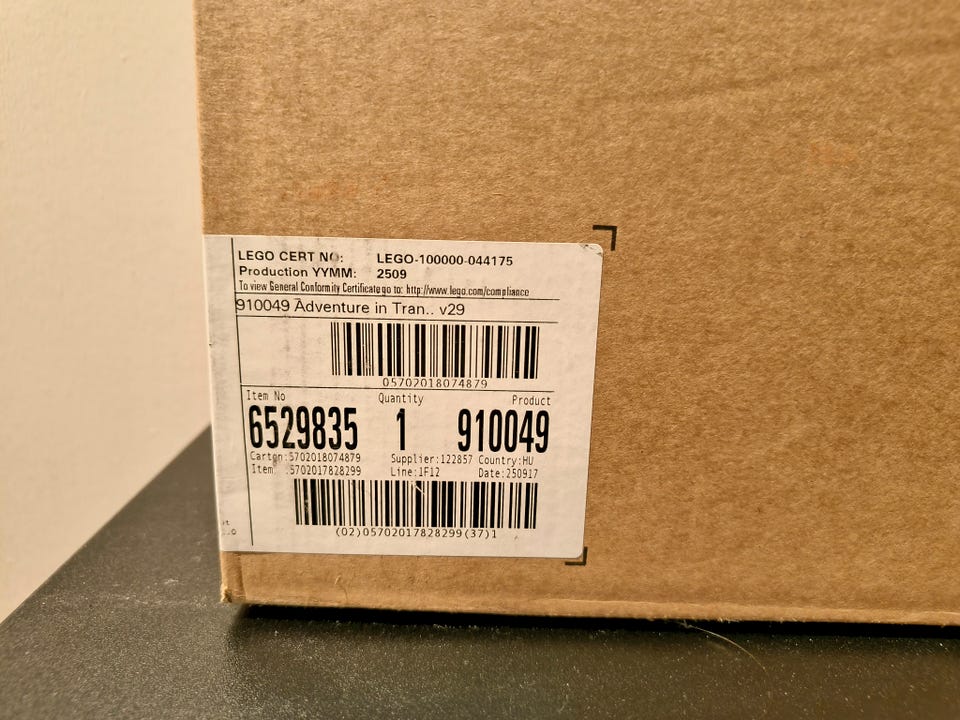 LEGO CERT NO: LEGO-100000-044175
Production YYMM: 2509
To view General Conformity Certificate go to: http://www.lego.com/compliance
910049 Adventure in Tran.. v29
05702018074879
Item No Quantity Product
6529835 1 910049
Carton:5702018074879 Supplier:122857 Country:HU
Item :5702017828299 Line:1F12 Date:250917
(02)05702017828299(37)1